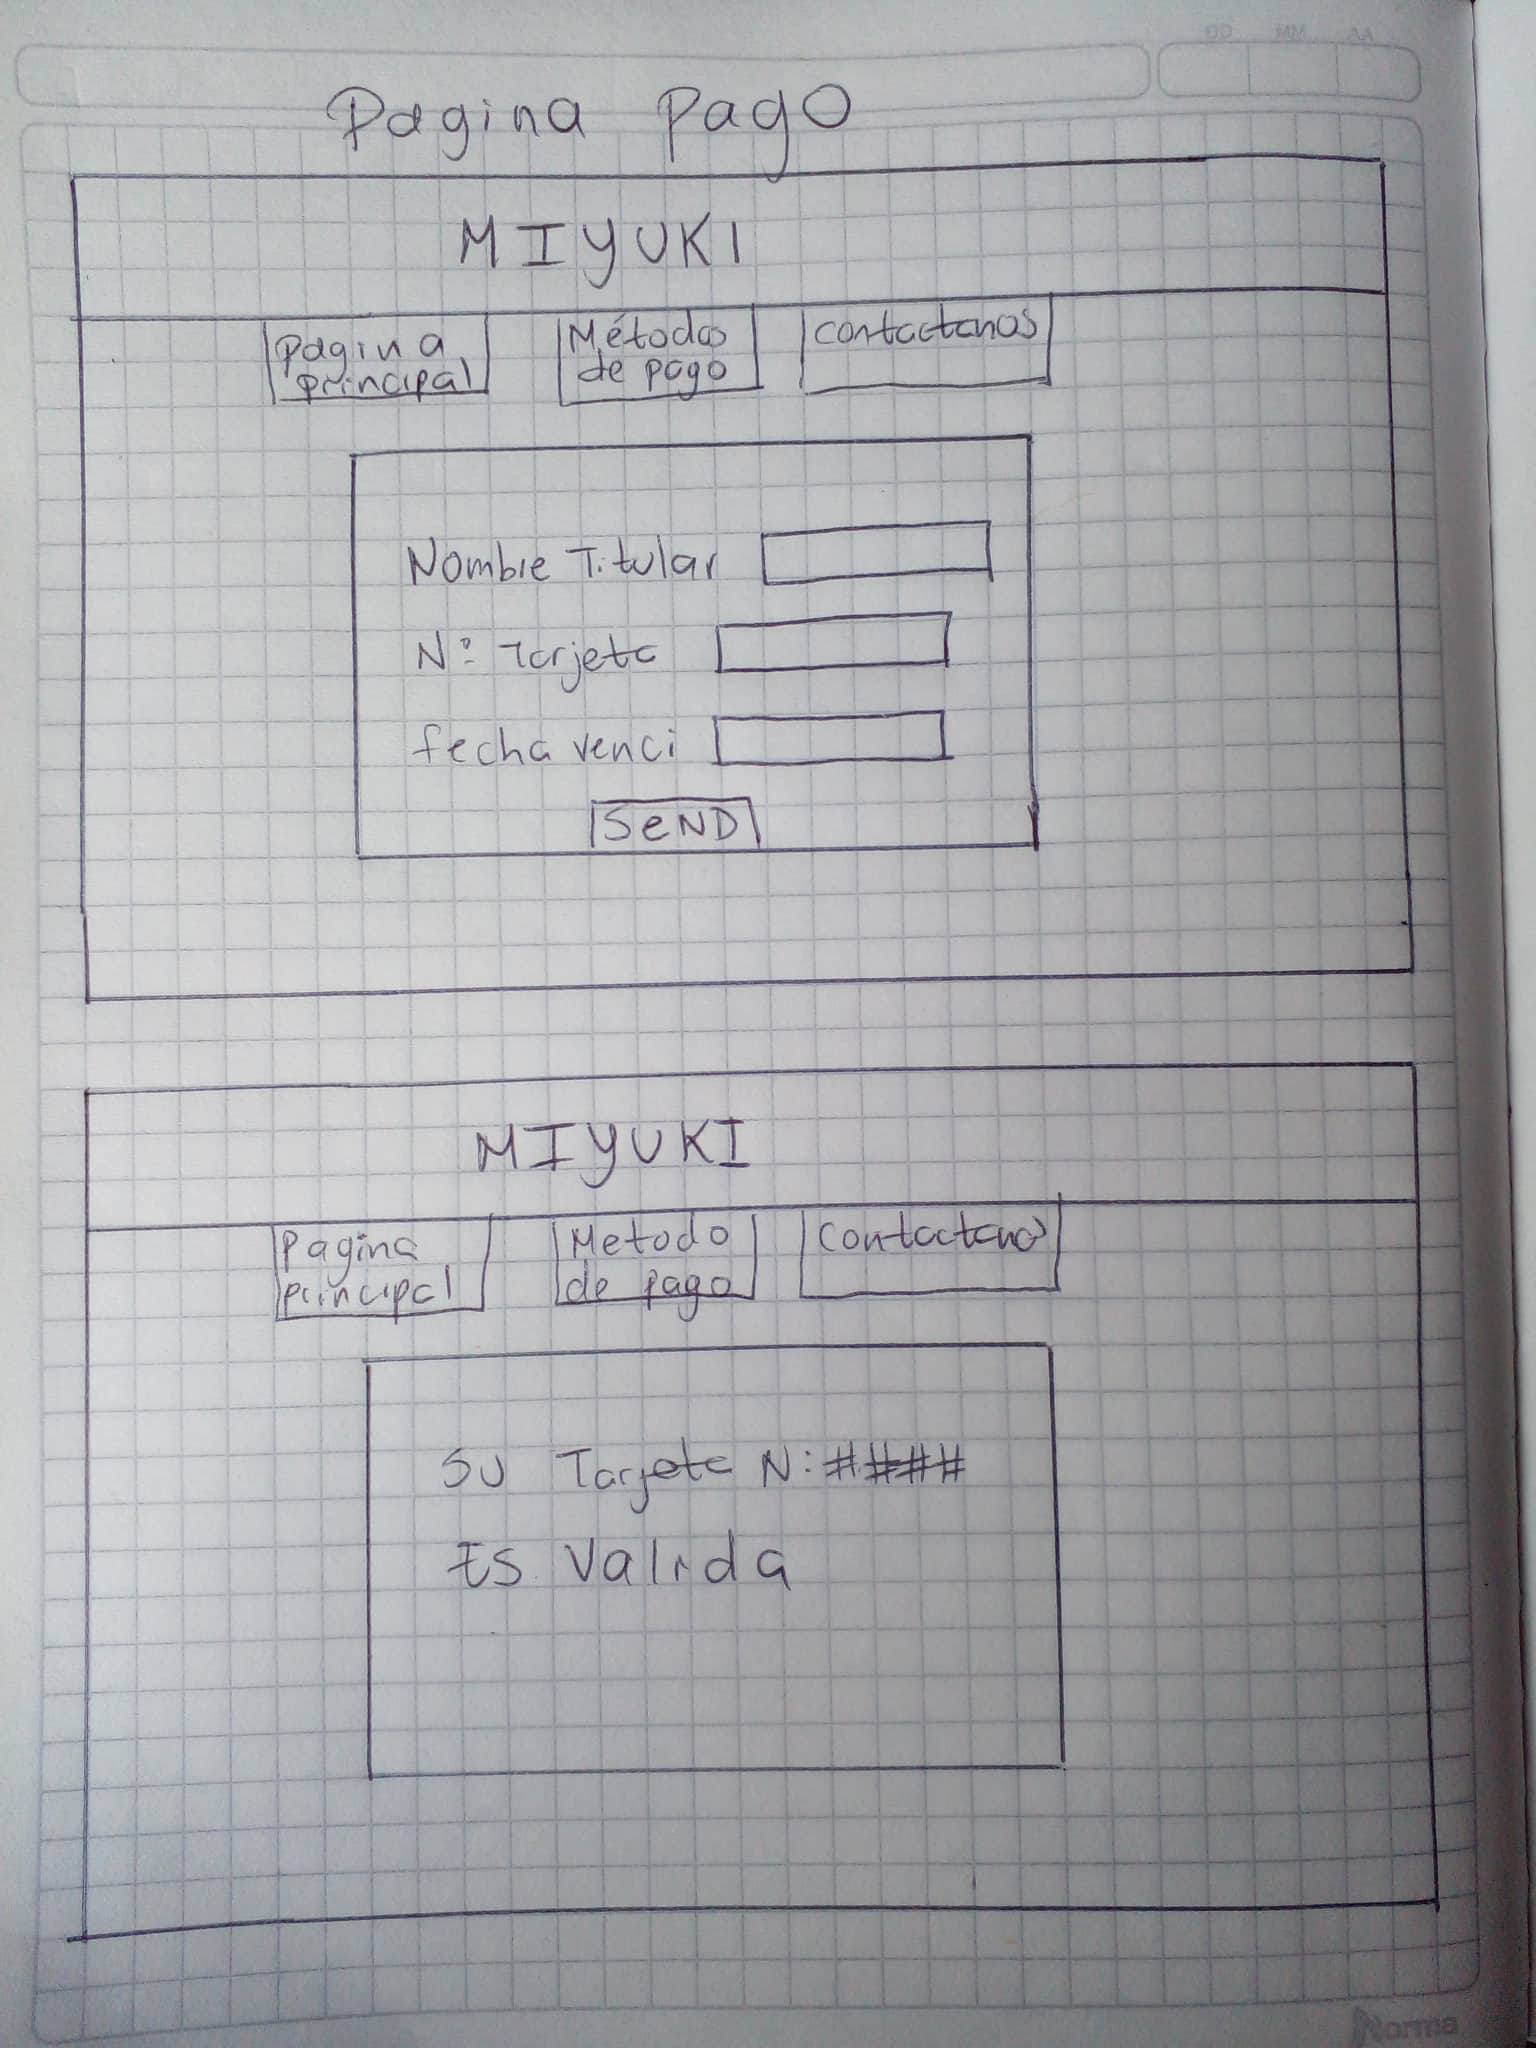 DD MM AA
Pagina Pago
MIYUKI
Pagina
principal
Métodos
de pago
Contactanos
Nombre Titular
N° Tarjeta
fecha venci
SeND
MIYUKI
Pagina
principal
Metodo
de pago
Contactano
Su Tarjeta N: ####
Es Valida
Norma